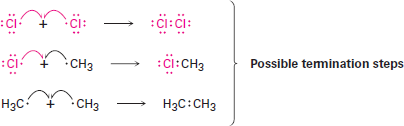 :Cl· + ·Cl: ⟶ :Cl:Cl:
:Cl· + ·CH₃ ⟶ :Cl:CH₃
Possible termination steps
H₃C· + ·CH₃ ⟶ H₃C:CH₃